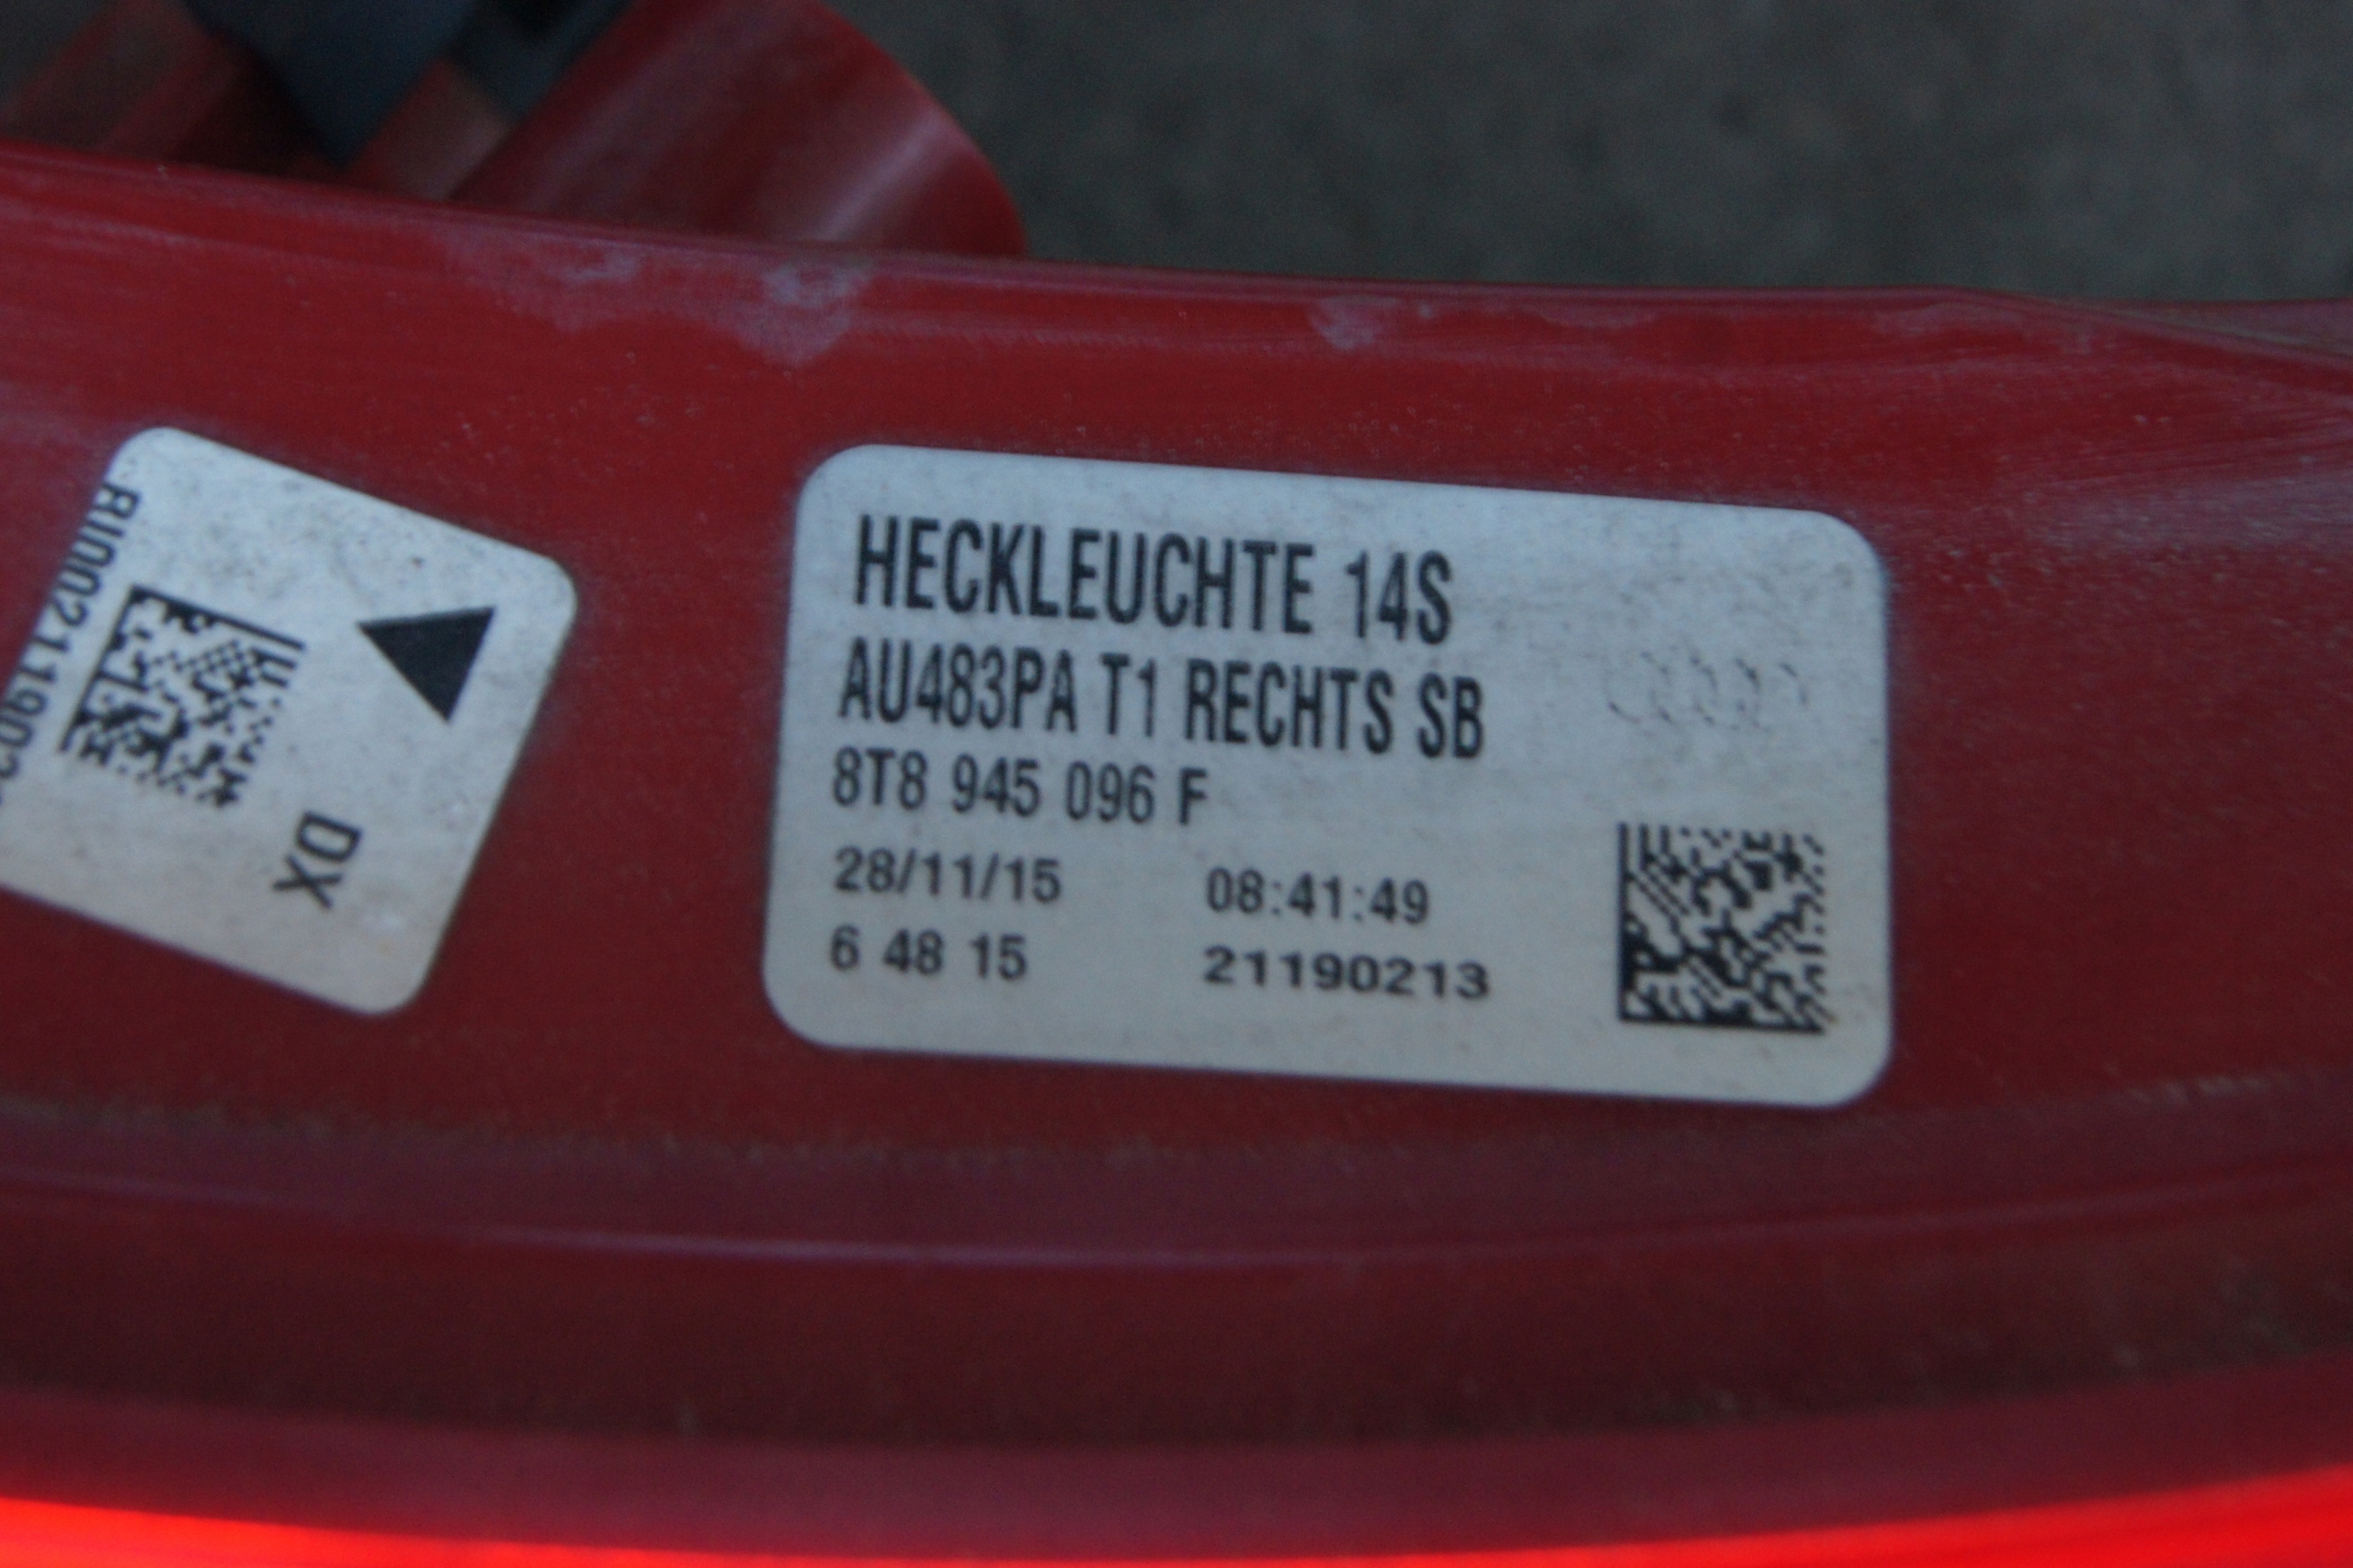 HECKLEUCHTE 14S
AU483PA T1 RECHTS SB
8T8 945 096 F
28/11/15 08:41:49
6 48 15 21190213
DX